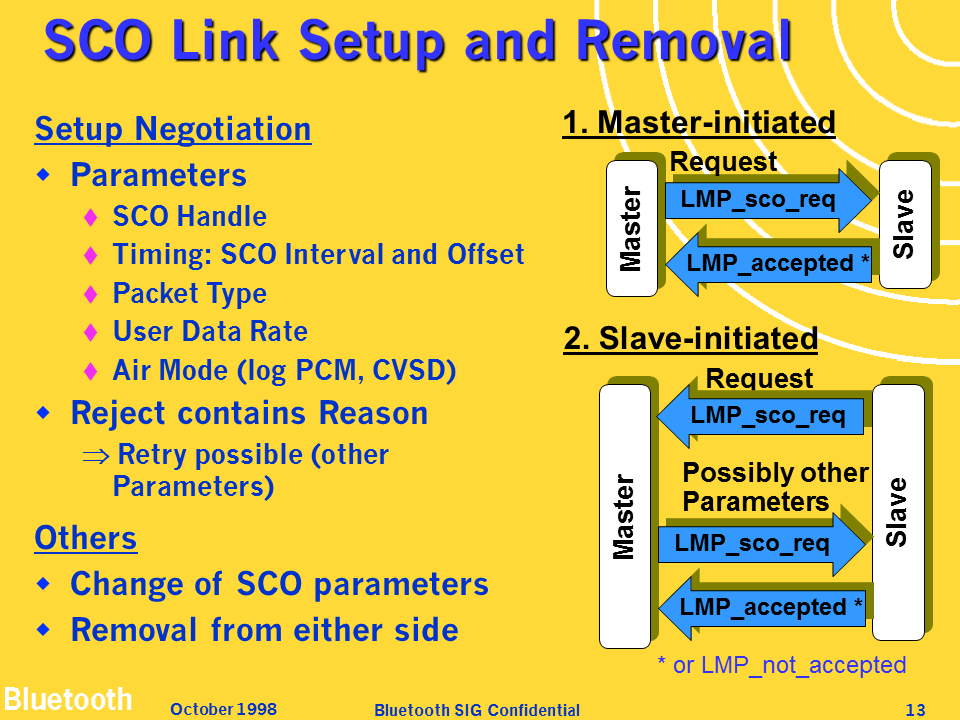 SCO Link Setup and Removal
Setup Negotiation
Parameters
SCO Handle
Timing: SCO Interval and Offset
Packet Type
User Data Rate
Air Mode (log PCM, CVSD)
Reject contains Reason
⇒ Retry possible (other
Parameters)
Others
Change of SCO parameters
Removal from either side
1. Master-initiated
Request
Master
LMP_sco_req
Slave
LMP_accepted *
2. Slave-initiated
Request
LMP_sco_req
Possibly other
Parameters
Master
Slave
LMP_sco_req
LMP_accepted *
* or LMP_not_accepted
Bluetooth
October 1998
Bluetooth SIG Confidential
13